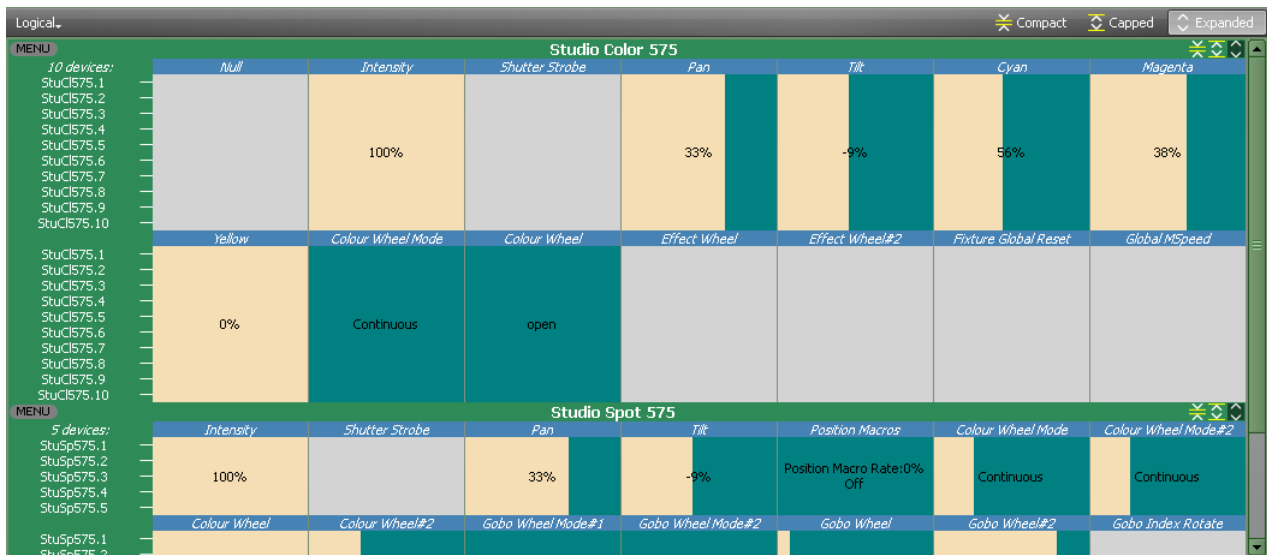 Logical
Compact Capped Expanded
MENU Studio Color 575
10 devices: Null Intensity Shutter Strobe Pan Tilt Cyan Magenta
StuCl575.1
StuCl575.2
StuCl575.3
StuCl575.4
StuCl575.5
100% 33% -9% 56% 38%
StuCl575.6
StuCl575.7
StuCl575.8
StuCl575.9
StuCl575.10
Yellow Colour Wheel Mode Colour Wheel Effect Wheel Effect Wheel#2 Fixture Global Reset Global MSpeed
StuCl575.1
StuCl575.2
StuCl575.3
StuCl575.4
StuCl575.5
0% Continuous open
StuCl575.6
StuCl575.7
StuCl575.8
StuCl575.9
StuCl575.10
MENU Studio Spot 575
5 devices: Intensity Shutter Strobe Pan Tilt Position Macros Colour Wheel Mode Colour Wheel Mode#2
StuSp575.1
StuSp575.2
Position Macro Rate:0%
StuSp575.3 100% 33% -9% Continuous Continuous
Off
StuSp575.4
StuSp575.5
Colour Wheel Colour Wheel#2 Gobo Wheel Mode#1 Gobo Wheel Mode#2 Gobo Wheel Gobo Wheel#2 Gobo Index Rotate
StuSp575.1
StuSp575.2